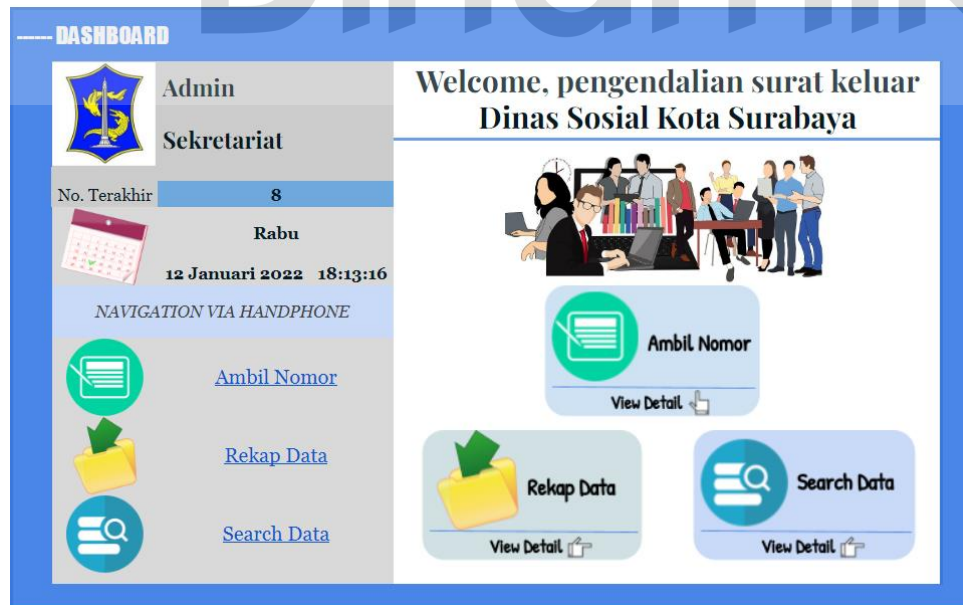 Dinamik
------ DASHBOARD
Admin
Sekretariat
No. Terakhir 8
Rabu
12 Januari 2022 18:13:16
NAVIGATION VIA HANDPHONE
Ambil Nomor
Rekap Data
Search Data
Welcome, pengendalian surat keluar
Dinas Sosial Kota Surabaya
Ambil Nomor
View Detail
Rekap Data
View Detail
Search Data
View Detail